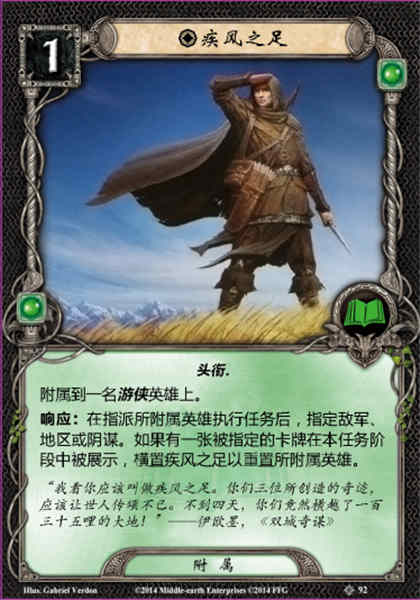 1
疾风之足
头衔.
附属到一名游侠英雄上。
响应：在指派所附属英雄执行任务后，指定敌军、
地区或阴谋。如果有一张被指定的卡牌在本任务阶
段中被展示，横置疾风之足以重置所附属英雄。
“我看你应该叫做疾风之足。你们三位所创造的奇迹，
应该让世人传颂不已。不到四天，你们竟然横越了一百
三十五哩的大地！”——伊欧墨，《双城奇谋》
附属
Illus. Gabriel Verdon ©2014 Middle-earth Enterprises ©2014 FFG 92